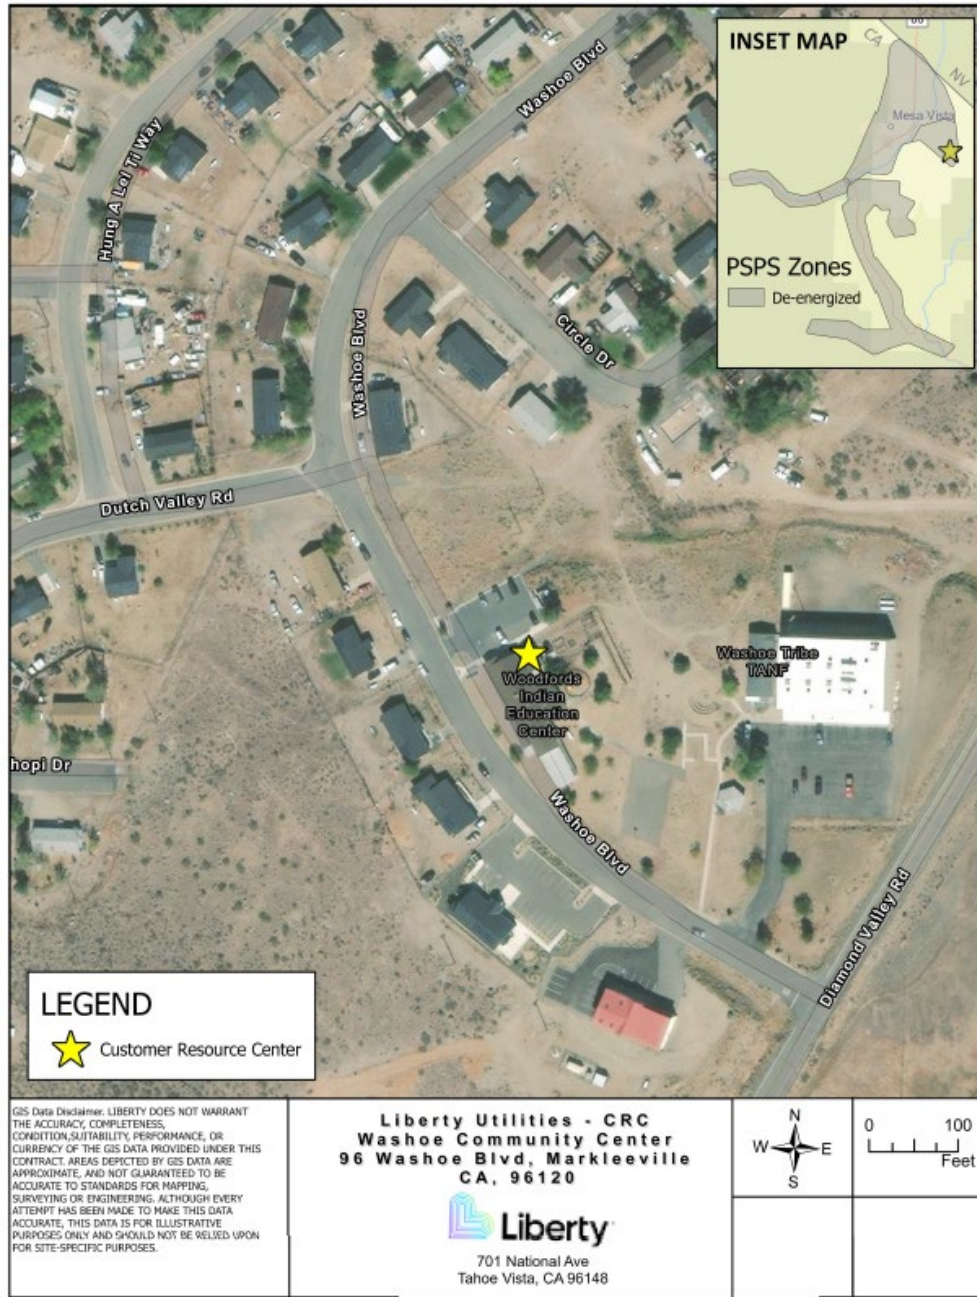 INSET MAP
88
CA
NV
Mesa Vista
PSPS Zones
De-energized
Washoe Blvd
Hung A Lel Ti Way
Washoe Blvd
Circle Dr
Dutch Valley Rd
Washoe Tribe
TANF
Woodfords
Indian
Education
Center
hopi Dr
Washoe Blvd
Diamond Valley Rd
LEGEND
Customer Resource Center
GIS Data Disclaimer. LIBERTY DOES NOT WARRANT
THE ACCURACY, COMPLETENESS,
CONDITION,SUITABILITY, PERFORMANCE, OR
CURRENCY OF THE GIS DATA PROVIDED UNDER THIS
CONTRACT. AREAS DEPICTED BY GIS DATA ARE
APPROXIMATE, AND NOT GUARANTEED TO BE
ACCURATE TO STANDARDS FOR MAPPING,
SURVEYING OR ENGINEERING. ALTHOUGH EVERY
ATTEMPT HAS BEEN MADE TO MAKE THIS DATA
ACCURATE, THIS DATA IS FOR ILLUSTRATIVE
PURPOSES ONLY AND SHOULD NOT BE RELIED UPON
FOR SITE-SPECIFIC PURPOSES.
Liberty Utilities - CRC
Washoe Community Center
96 Washoe Blvd, Markleeville
CA, 96120
Liberty
701 National Ave
Tahoe Vista, CA 96148
N
W E
S
0 100
Feet